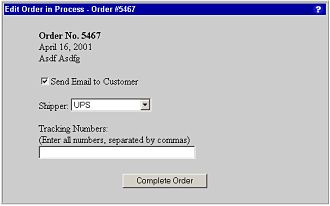 Edit Order in Process - Order #5467
?
Order No. 5467
April 16, 2001
Asdf Asdfg
Send Email to Customer
Shipper: UPS
Tracking Numbers:
(Enter all numbers, separated by commas)
Complete Order